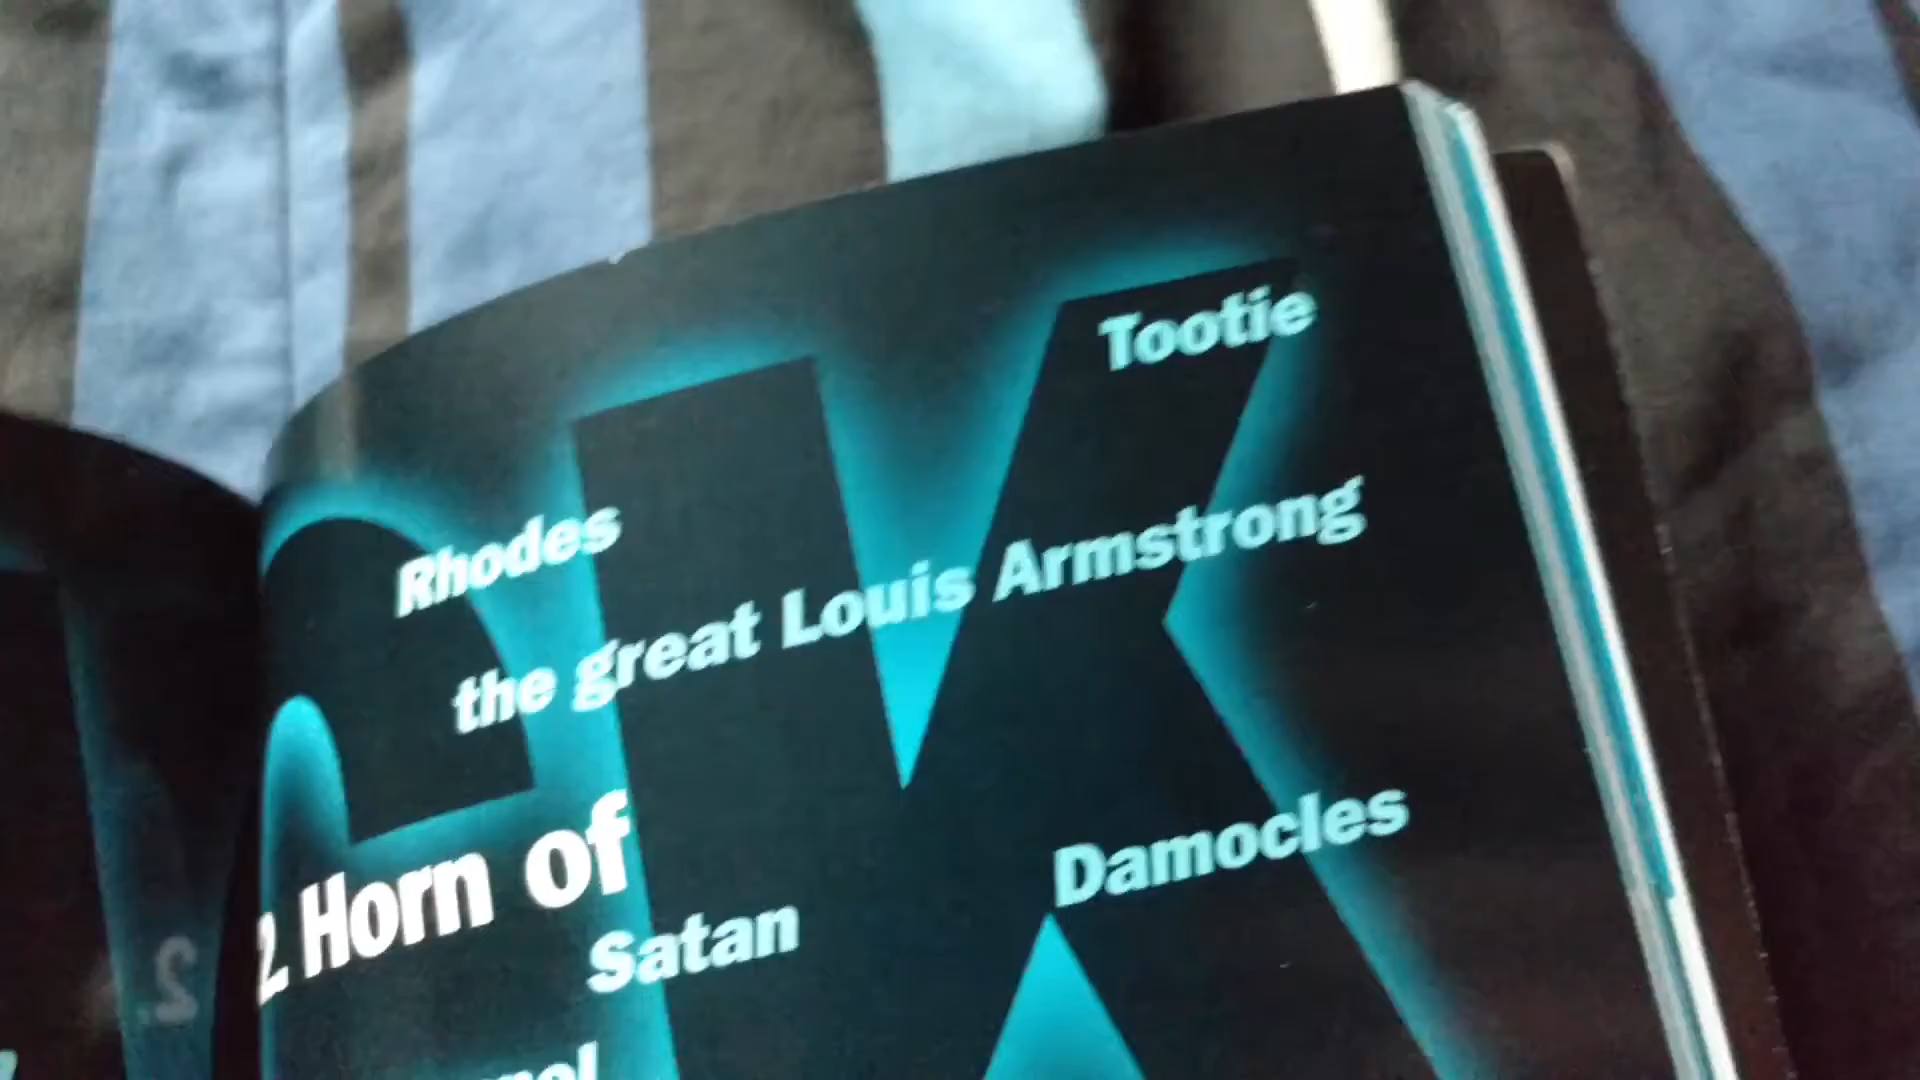 Tootie
Rhodes
the great Louis Armstrong
Damocles
2. Horn of
Satan